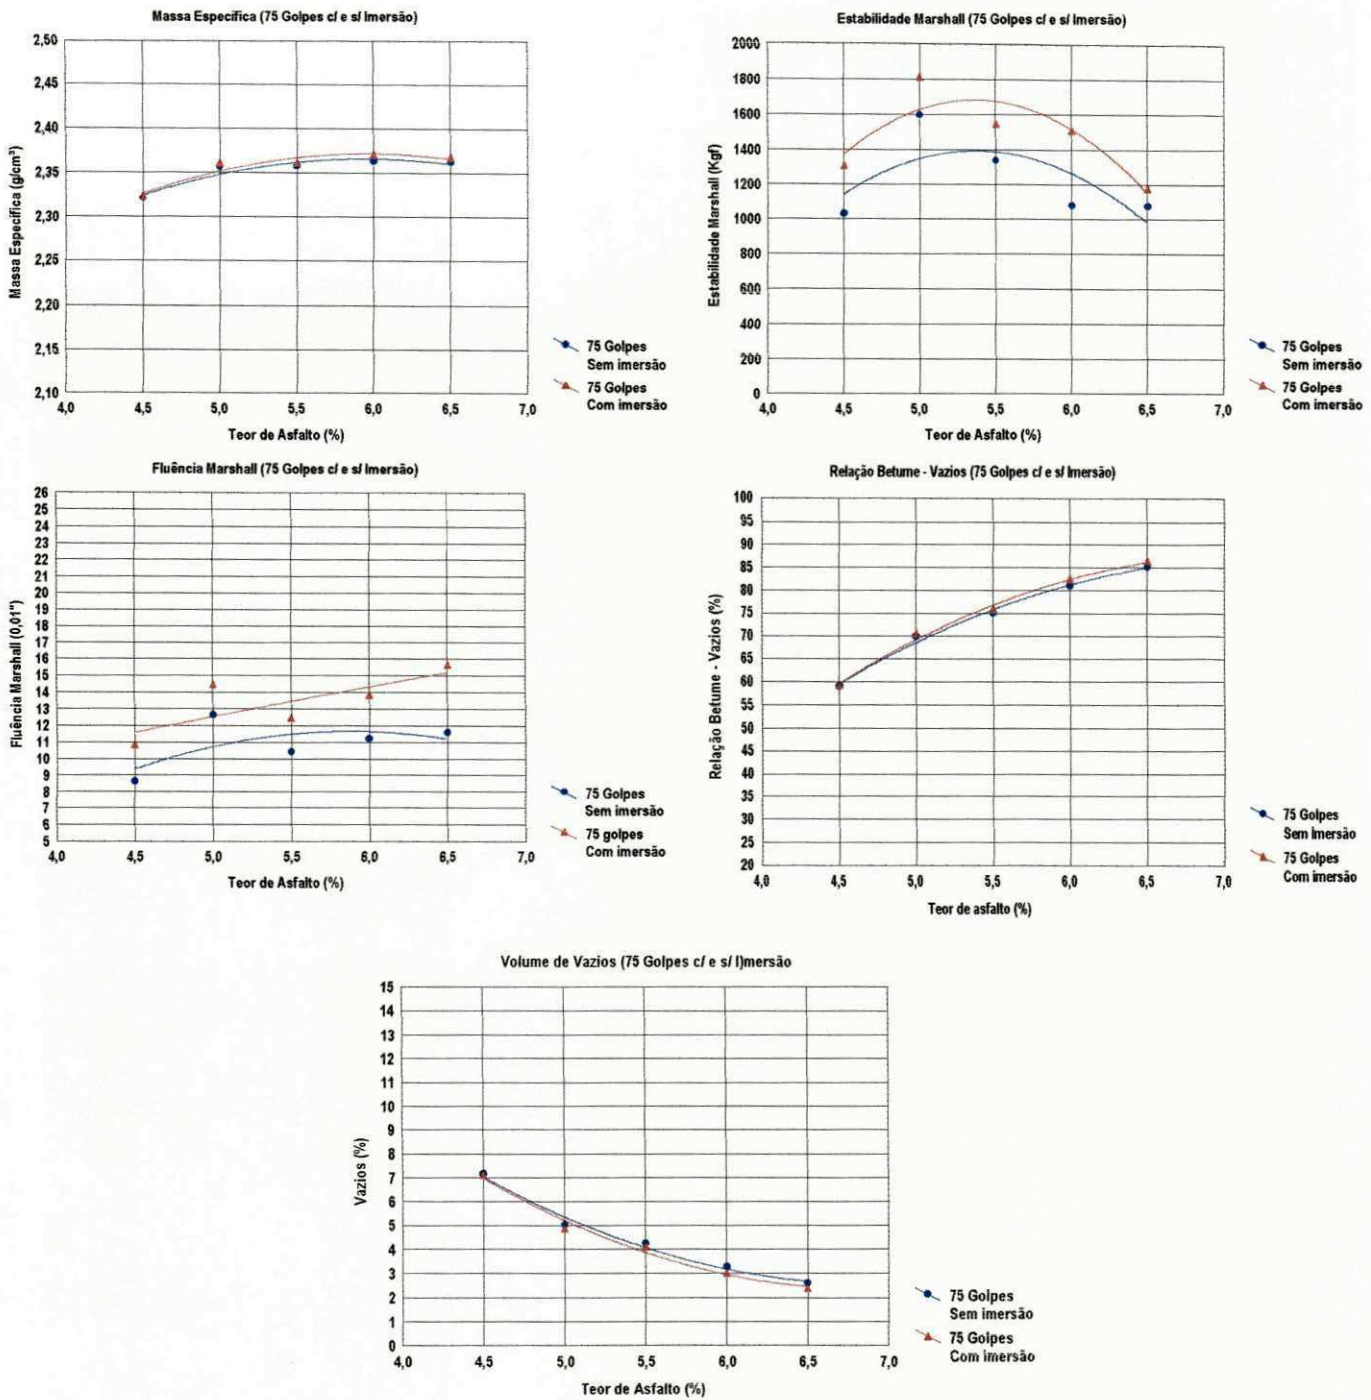 Massa Específica (75 Golpes c/ e s/ Imersão)
2,50
2,45
2,40
2,35
2,30
2,25
2,20
2,15
2,10
Massa Específica (g/cm³)
4,0 4,5 5,0 5,5 6,0 6,5 7,0
Teor de Asfalto (%)
75 Golpes
Sem imersão
75 Golpes
Com imersão
Estabilidade Marshall (75 Golpes c/ e s/ Imersão)
2000
1800
1600
1400
1200
1000
800
600
400
200
0
Estabilidade Marshall (Kgf)
4,0 4,5 5,0 5,5 6,0 6,5 7,0
Teor de Asfalto (%)
75 Golpes
Sem imersão
75 Golpes
Com imersão
Fluência Marshall (75 Golpes c/ e s/ Imersão)
26
25
24
23
22
21
20
19
18
17
16
15
14
13
12
11
10
9
8
7
6
5
Fluência Marshall (0,01")
4,0 4,5 5,0 5,5 6,0 6,5 7,0
Teor de Asfalto (%)
75 Golpes
Sem imersão
75 golpes
Com imersão
Relação Betume - Vazios (75 Golpes c/ e s/ Imersão)
100
95
90
85
80
75
70
65
60
55
50
45
40
35
30
25
20
Relação Betume - Vazios (%)
4,0 4,5 5,0 5,5 6,0 6,5 7,0
Teor de asfalto (%)
75 Golpes
Sem Imersão
75 Golpes
Com imersão
Volume de Vazios (75 Golpes c/ e s/ I)mersão
15
14
13
12
11
10
9
8
7
6
5
4
3
2
1
0
Vazios (%)
4,0 4,5 5,0 5,5 6,0 6,5 7,0
Teor de Asfalto (%)
75 Golpes
Sem imersão
75 Golpes
Com imersão